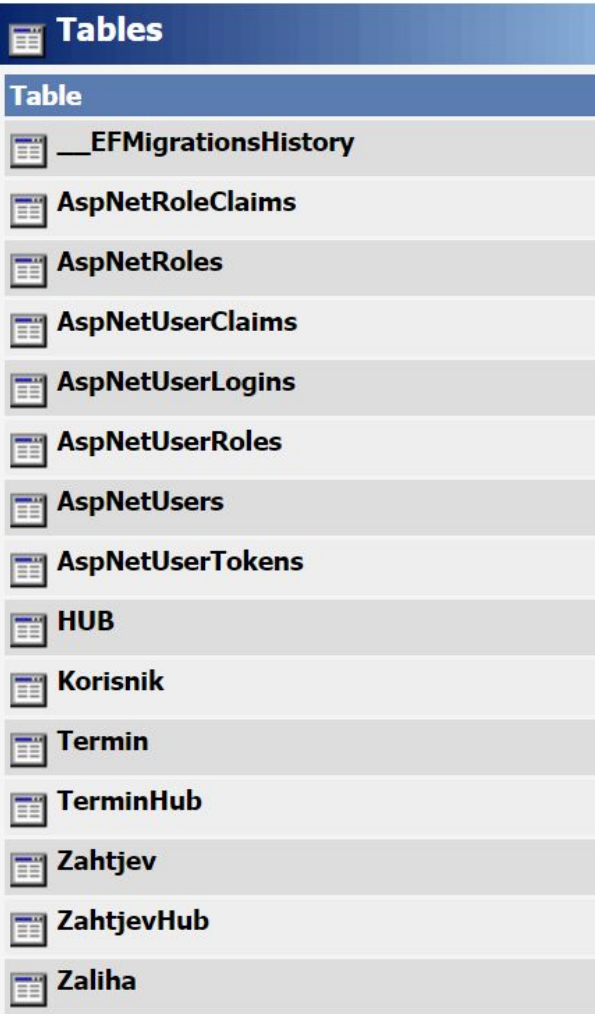 Tables
Table
__EFMigrationsHistory
AspNetRoleClaims
AspNetRoles
AspNetUserClaims
AspNetUserLogins
AspNetUserRoles
AspNetUsers
AspNetUserTokens
HUB
Korisnik
Termin
TerminHub
Zahtjev
ZahtjevHub
Zaliha